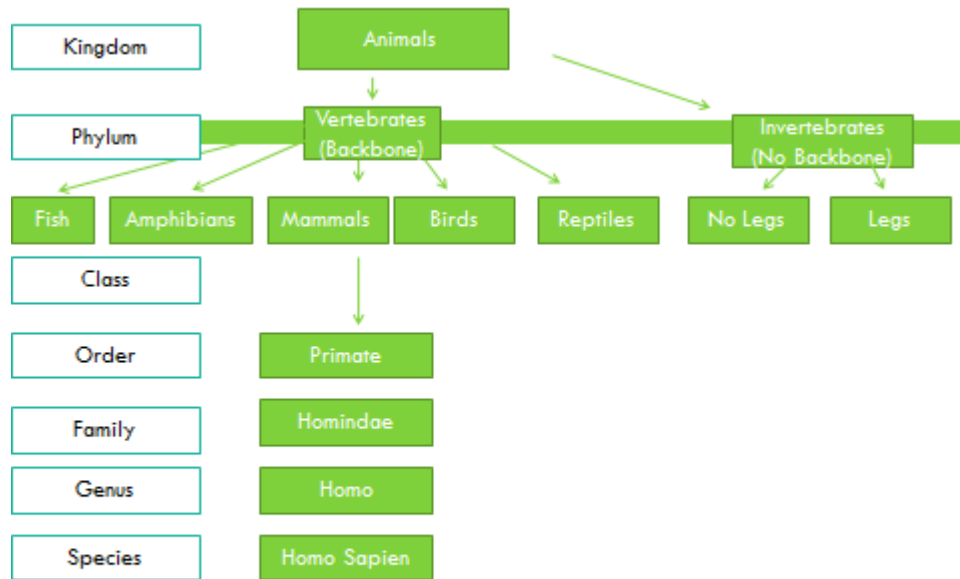 Kingdom
Animals
Phylum
Vertebrates
(Backbone)
Invertebrates
(No Backbone)
Fish
Amphibians
Mammals
Birds
Reptiles
No Legs
Legs
Class
Order
Primate
Family
Homindae
Genus
Homo
Species
Homo Sapien